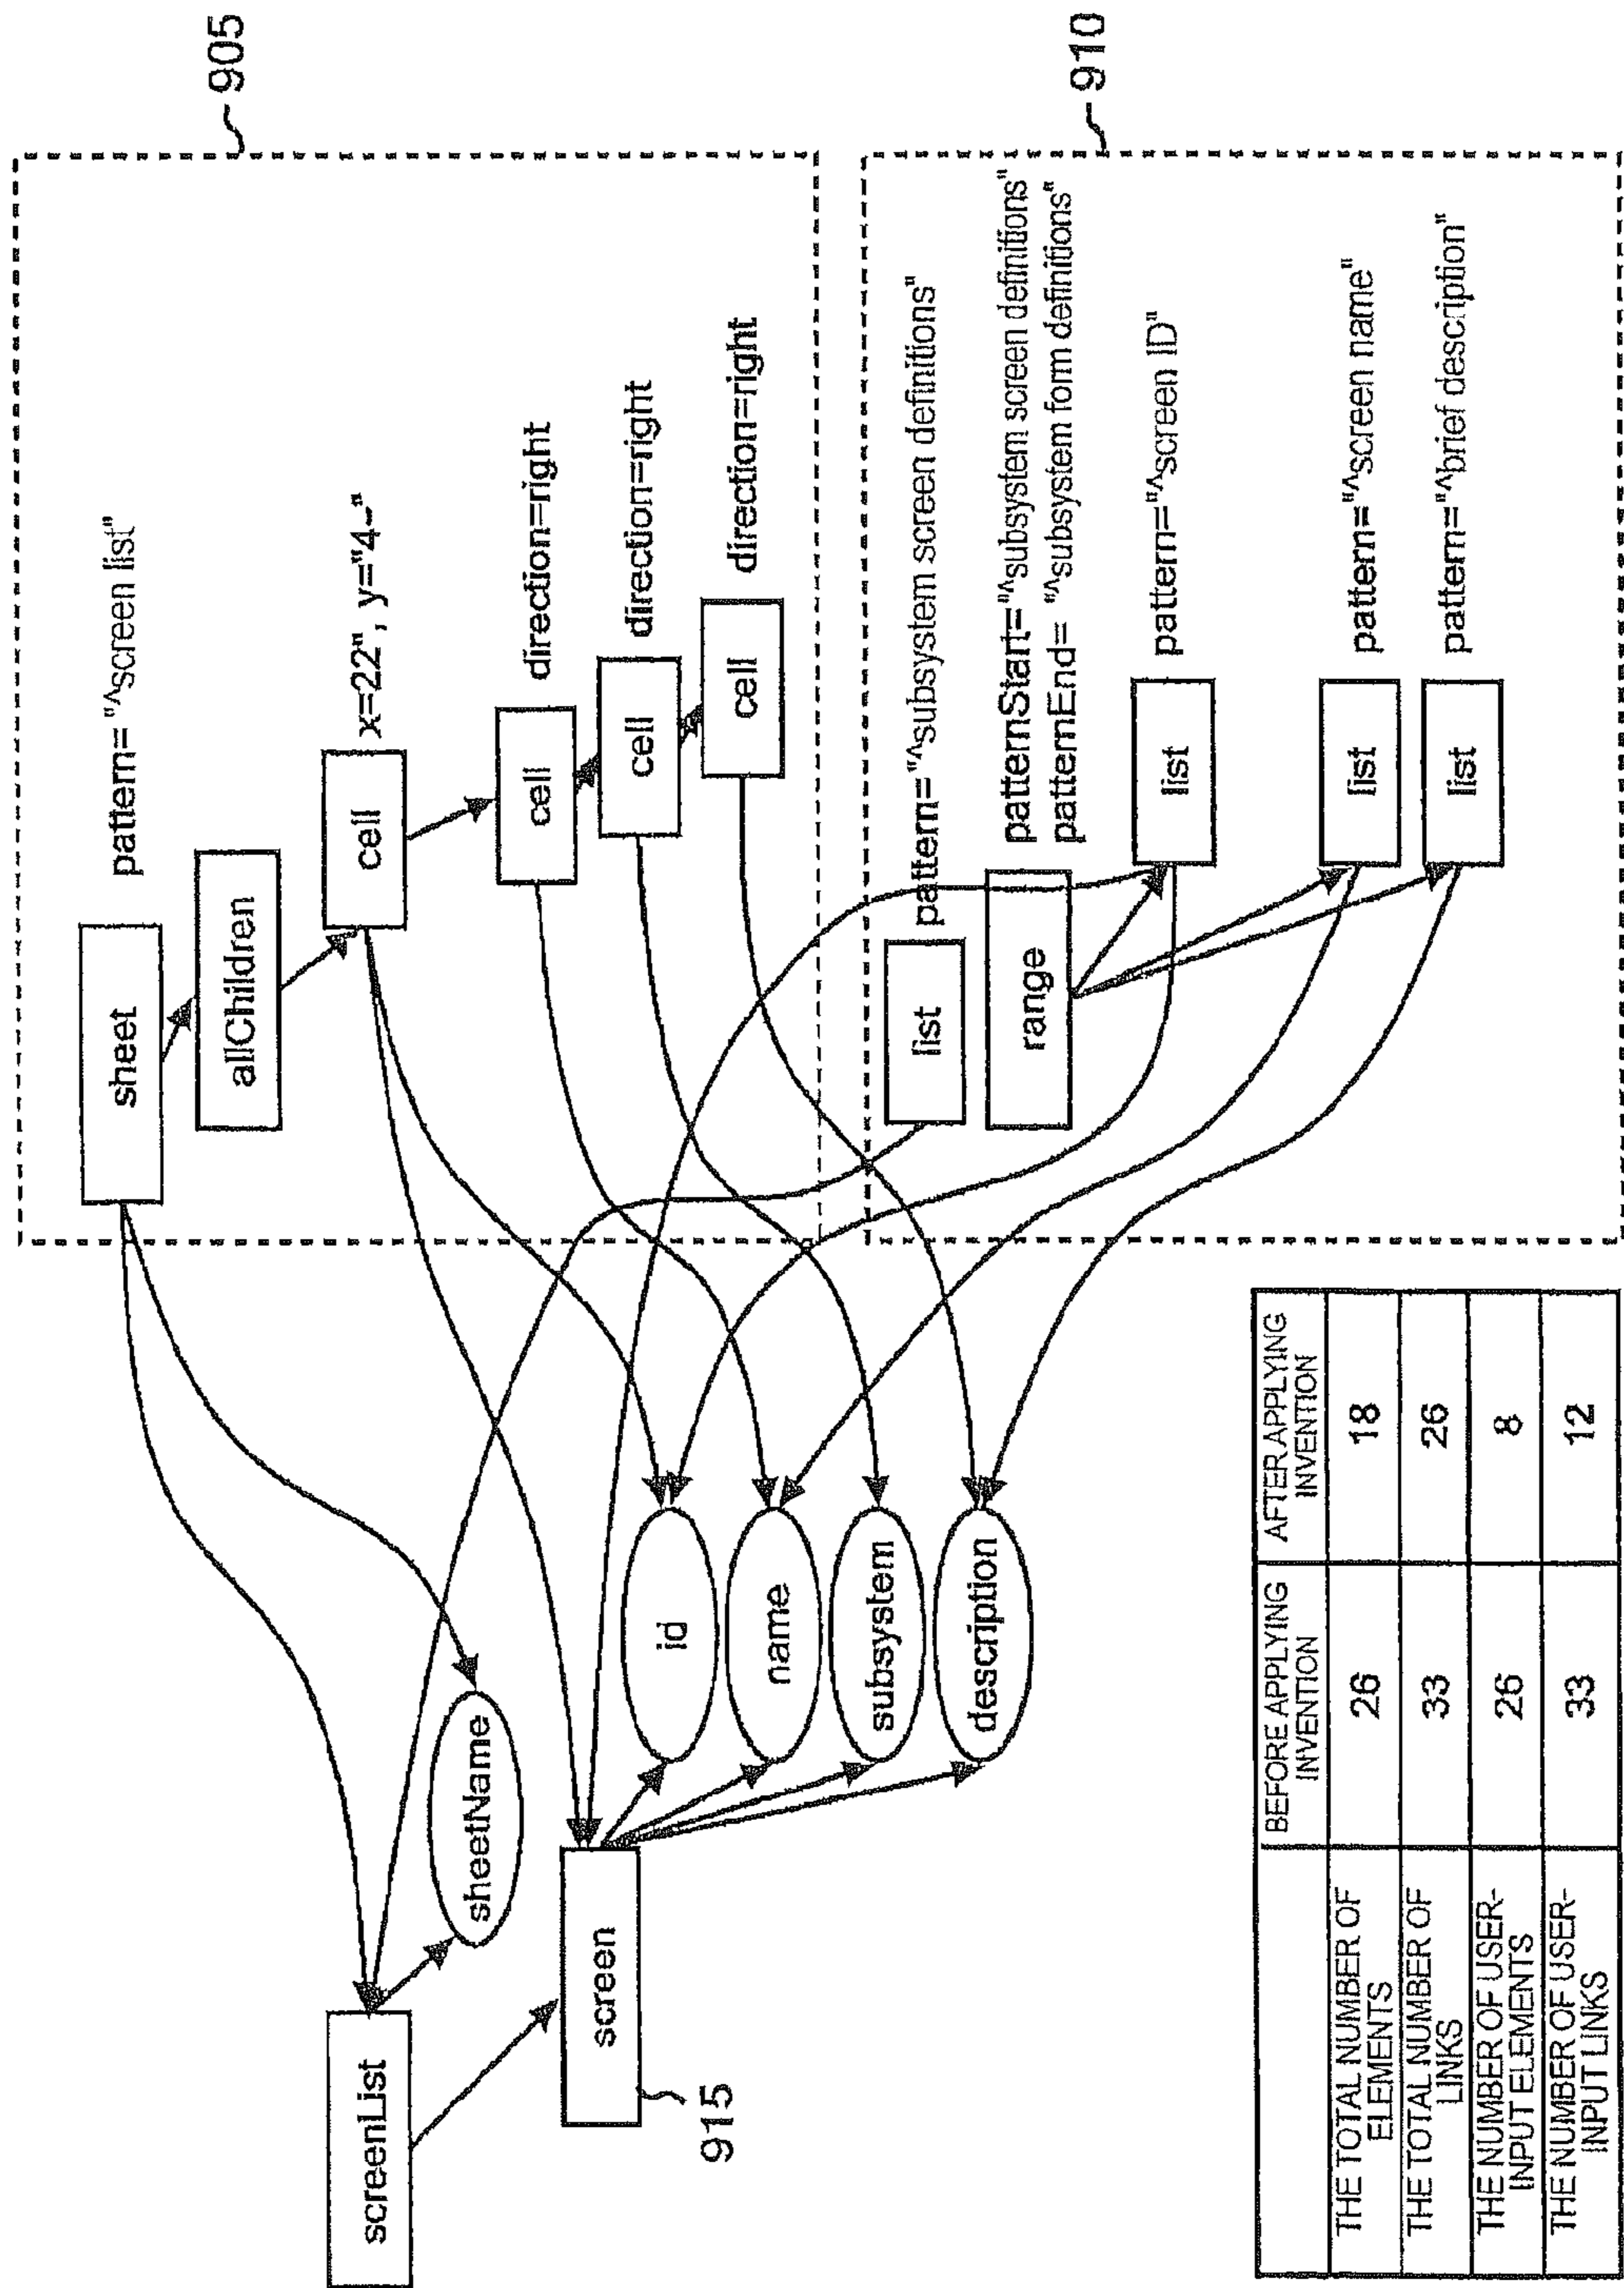 905
pattern= "^screen list"
sheet
allChildren
x=22", y="4-"
cell
direction=right
cell
direction=right
cell
direction=right
cell
screenList
sheetName
screen
915
id
name
subsystem
description
910
pattern="^subsystem screen definitions"
list
patternStart="^subsystem screen definitions"
patternEnd= "^subsystem form definitions"
range
pattern="^screen ID"
list
pattern="^screen name"
list
pattern="^brief description"
list
BEFORE APPLYING INVENTION AFTER APPLYING INVENTION
THE TOTAL NUMBER OF ELEMENTS 26 18
THE TOTAL NUMBER OF LINKS 33 26
THE NUMBER OF USER-INPUT ELEMENTS 26 8
THE NUMBER OF USER-INPUT LINKS 33 12